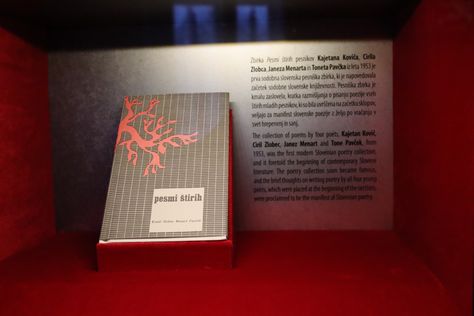 Zbirka Pesmi štirih pesnikov Kajetana Koviča, Cirila
Zlobca, Janeza Menarta in Toneta Pavčka iz leta 1953 je
prva sodobna slovenska pesniška zbirka, ki je napovedovala
začetek sodobne slovenske književnosti. Pesniška zbirka je
kmalu zaslovela, kratka razmišljanja o pisanju poezije vseh
štirih mladih pesnikov, ki so bila uvrščena na začetku sklopov,
veljajo za manifest slovenske poezije z željo po vračanju v
svet hrepenenj in sanj.
The collection of poems by four poets, Kajetan Kovič,
Ciril Zlobec, Janez Menart and Tone Pavček, from
1953, was the first modern Slovenian poetry collection,
and it foretold the beginning of contemporary Slovene
literature. The poetry collection soon became famous,
and the brief thoughts on writing poetry by all four young
poets, which were placed at the beginning of the sections,
were proclaimed to be the manifest of Slovenian poetry.
pesmi štirih
Kovič Zlobec Menart Pavček